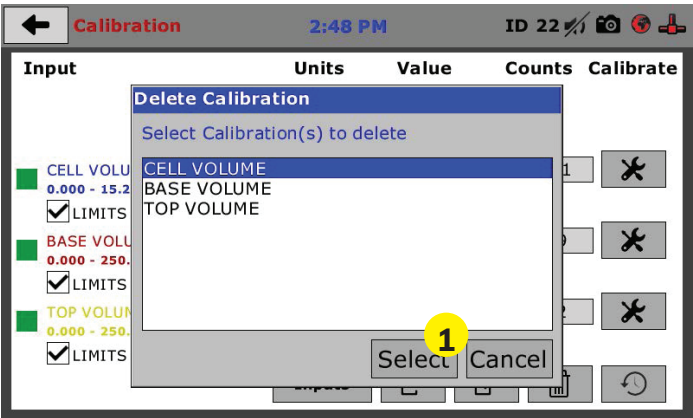 Calibration 2:48 PM ID 22
Input Units Value Counts Calibrate
Delete Calibration
Select Calibration(s) to delete
CELL VOLUME
BASE VOLUME
TOP VOLUME
CELL VOLU
0.000 - 15.2
LIMITS
1
BASE VOLU
0.000 - 250.
LIMITS
TOP VOLUM
0.000 - 250.
LIMITS
1
Select Cancel